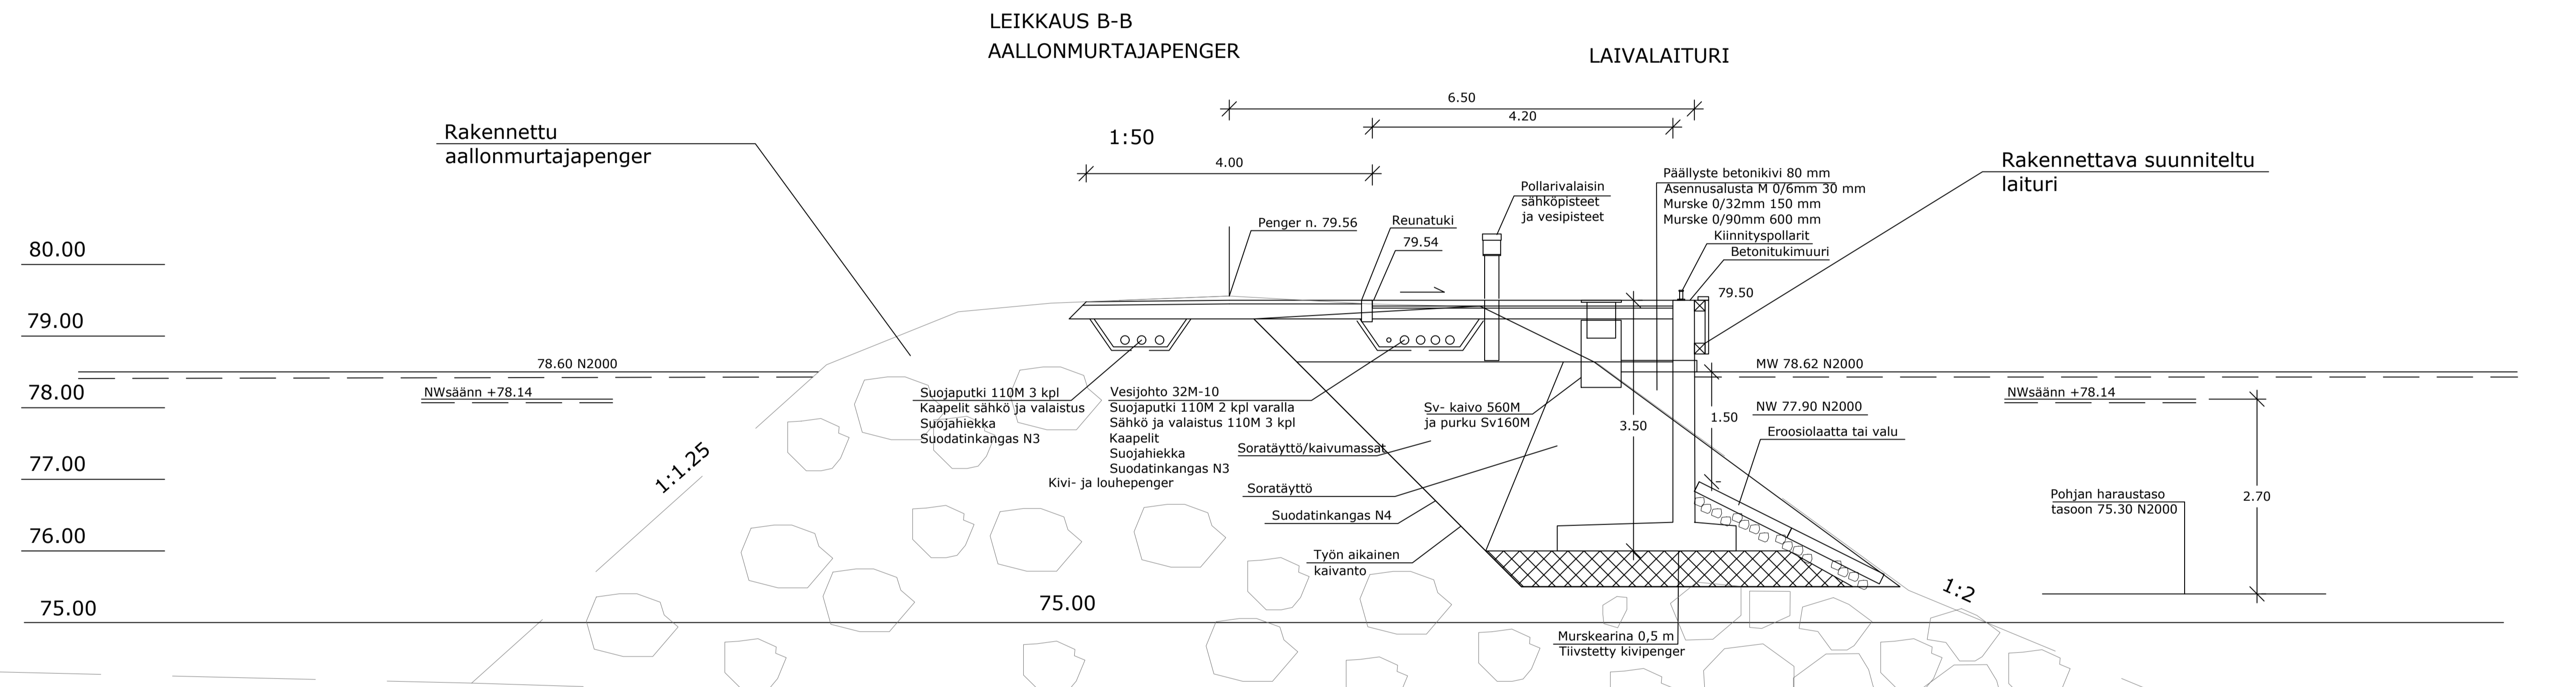 LEIKKAUS B-B
AALLONMURTAJAPENGER
LAIVALAITURI
6.50
4.20
1:50
4.00
Rakennettu
aallonmurtajapenger
Rakennettava suunniteltu
laituri
Päällyste betonikivi 80 mm
Asennusalusta M 0/6mm 30 mm
Murske 0/32mm 150 mm
Murske 0/90mm 600 mm
Kiinnityspollarit
Betonitukimuuri
Pollarivalaisin
sähköpisteet
ja vesipisteet
Penger n. 79.56
Reunatuki
79.54
79.50
80.00
79.00
78.00
77.00
76.00
75.00
78.60 N2000
NWsäänn +78.14
MW 78.62 N2000
NWsäänn +78.14
NW 77.90 N2000
Eroosiolaatta tai valu
1.50
3.50
2.70
Suojaputki 110M 3 kpl
Kaapelit sähkö ja valaistus
Suojahiekka
Suodatinkangas N3
Vesijohto 32M-10
Suojaputki 110M 2 kpl varalla
Sähkö ja valaistus 110M 3 kpl
Kaapelit
Suojahiekka
Suodatinkangas N3
Kivi- ja louhepenger
Sv- kaivo 560M
ja purku Sv160M
Soratäyttö/kaivumassat
Soratäyttö
Suodatinkangas N4
Työn aikainen
kaivanto
1:1.25
1:2
Pohjan haraustaso
tasoon 75.30 N2000
75.00
Murskearina 0,5 m
Tiivstetty kivipenger